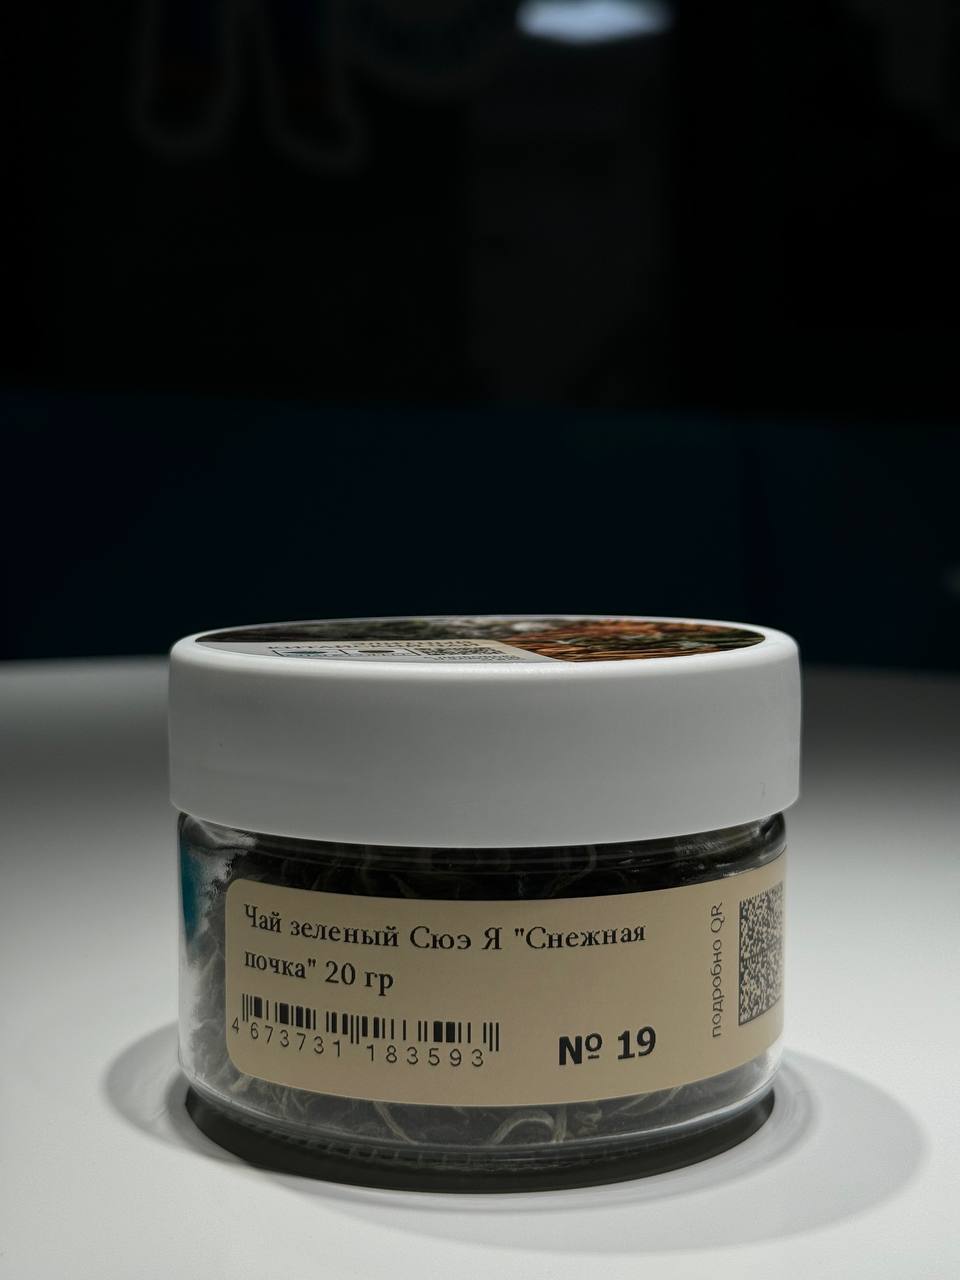 Чай зеленый Сюэ Я "Снежная
почка" 20 гр
4 673731 183593
№ 19
подробно QR